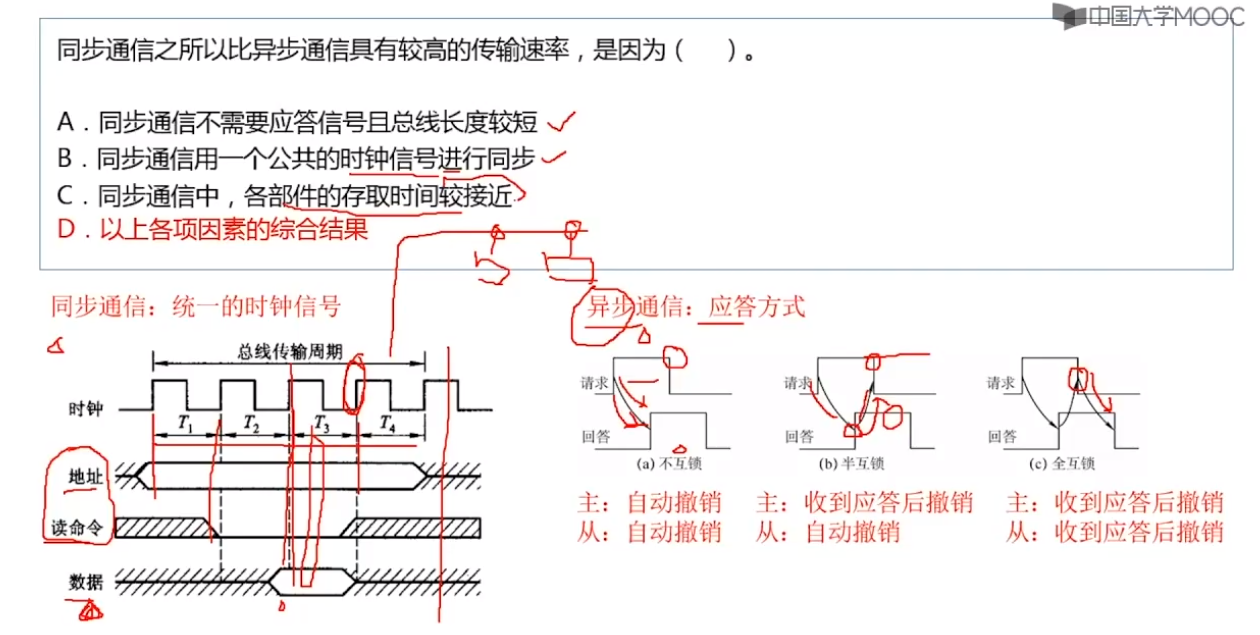 中国大学MOOC
同步通信之所以比异步通信具有较高的传输速率，是因为（　　）。
A．同步通信不需要应答信号且总线长度较短
B．同步通信用一个公共的时钟信号进行同步
C．同步通信中，各部件的存取时间较接近
D．以上各项因素的综合结果
同步通信：统一的时钟信号
异步通信：应答方式
总线传输周期
时钟
T1 T2 T3 T4
地址
读命令
数据
请求
回答
(a) 不互锁
主：自动撤销
从：自动撤销
请求
回答
(b) 半互锁
主：收到应答后撤销
从：自动撤销
请求
回答
(c) 全互锁
主：收到应答后撤销
从：收到应答后撤销